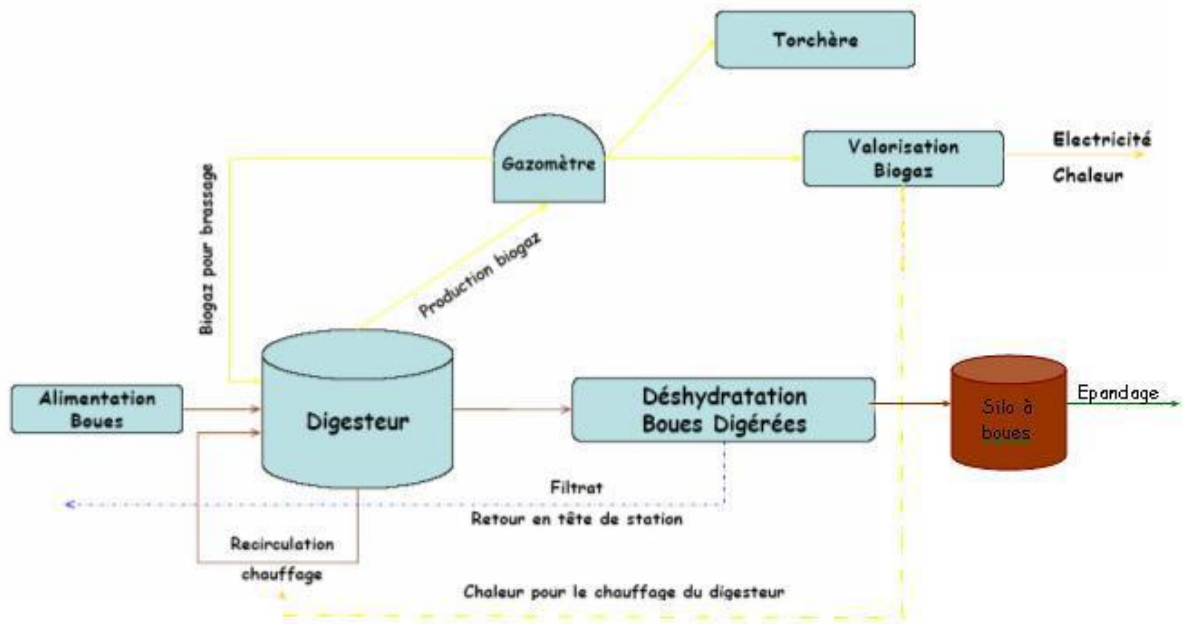 Torchère
Gazomètre
Valorisation
Biogaz
Electricité
Chaleur
Biogaz pour brassage
Production biogaz
Alimentation
Boues
Digesteur
Déshydratation
Boues Digérées
Silo à
boues
Epandage
Filtrat
Retour en tête de station
Recirculation
chauffage
Chaleur pour le chauffage du digesteur